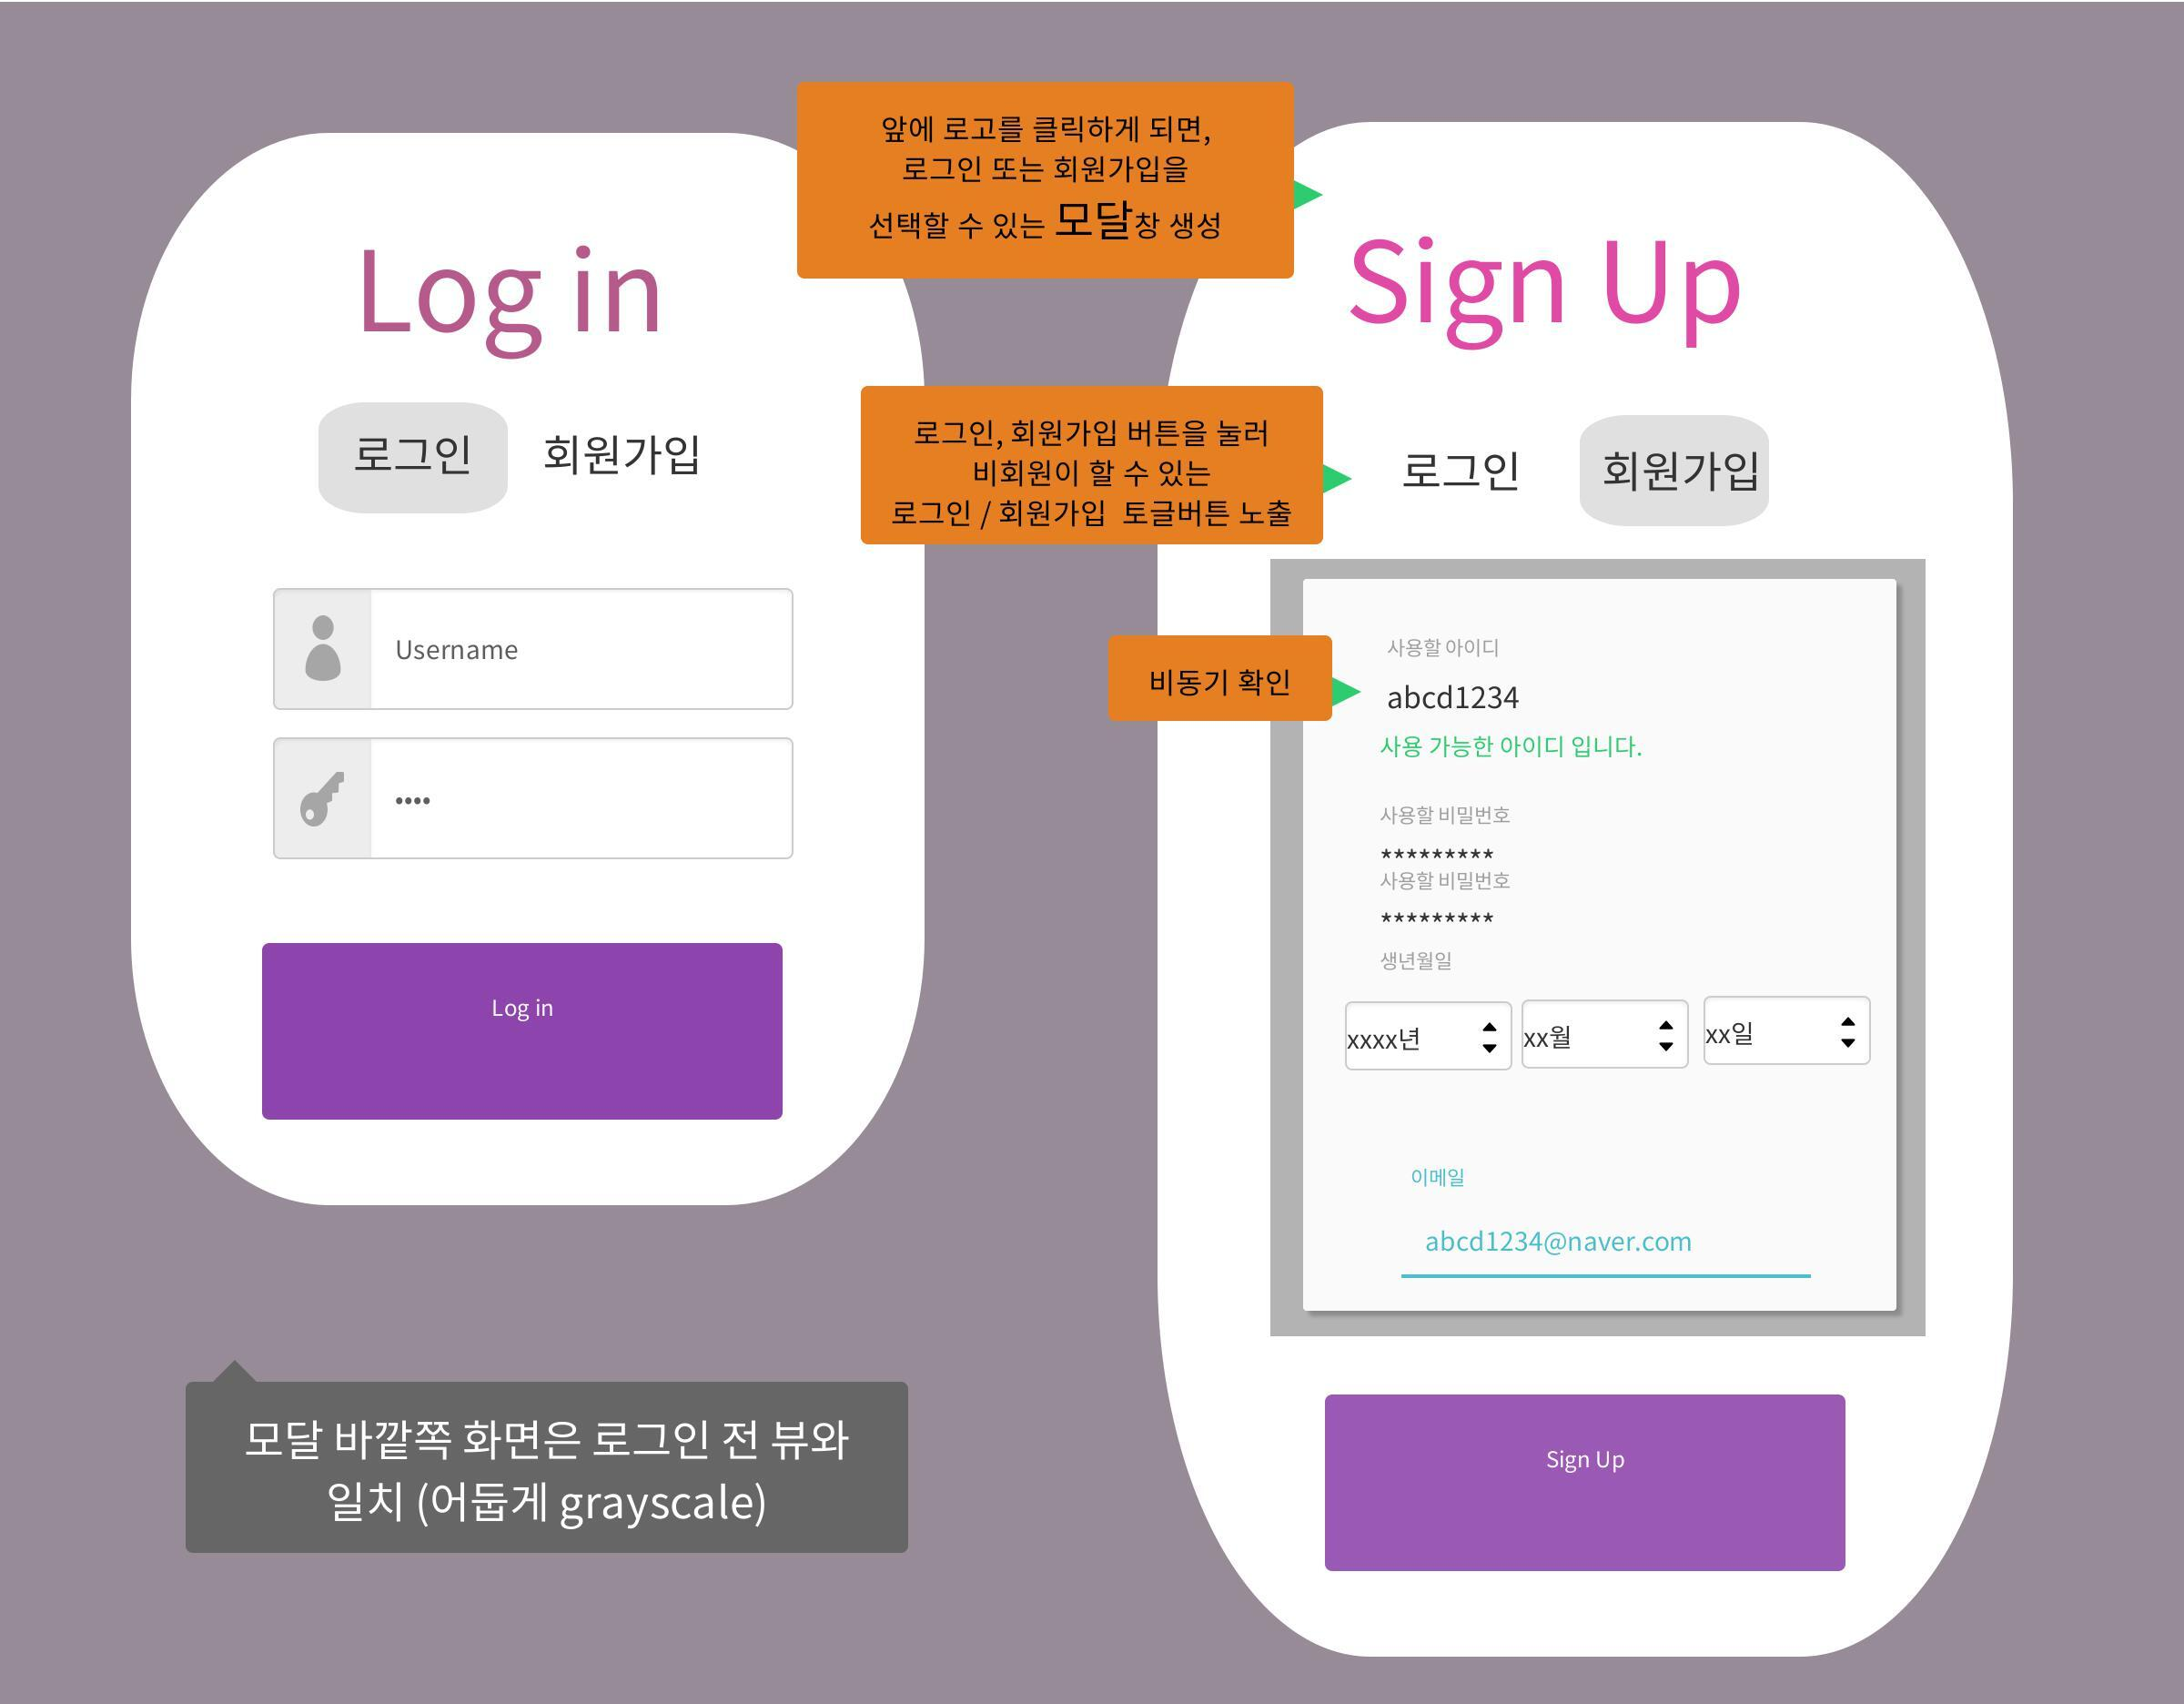 앞에 로고를 클릭하게 되면,
로그인 또는 회원가입을
선택할 수 있는 모달창 생성
Log in
로그인 회원가입
Username
••••
Log in
모달 바깥쪽 화면은 로그인 전 뷰와
일치 (어둡게 grayscale)
Sign Up
로그인, 회원가입 버튼을 눌러
비회원이 할 수 있는
로그인 / 회원가입 토글버튼 노출
로그인 회원가입
비동기 확인
사용할 아이디
abcd1234
사용 가능한 아이디 입니다.
사용할 비밀번호
*********
사용할 비밀번호
*********
생년월일
xxxx년 xx월 xx일
이메일
abcd1234@naver.com
Sign Up